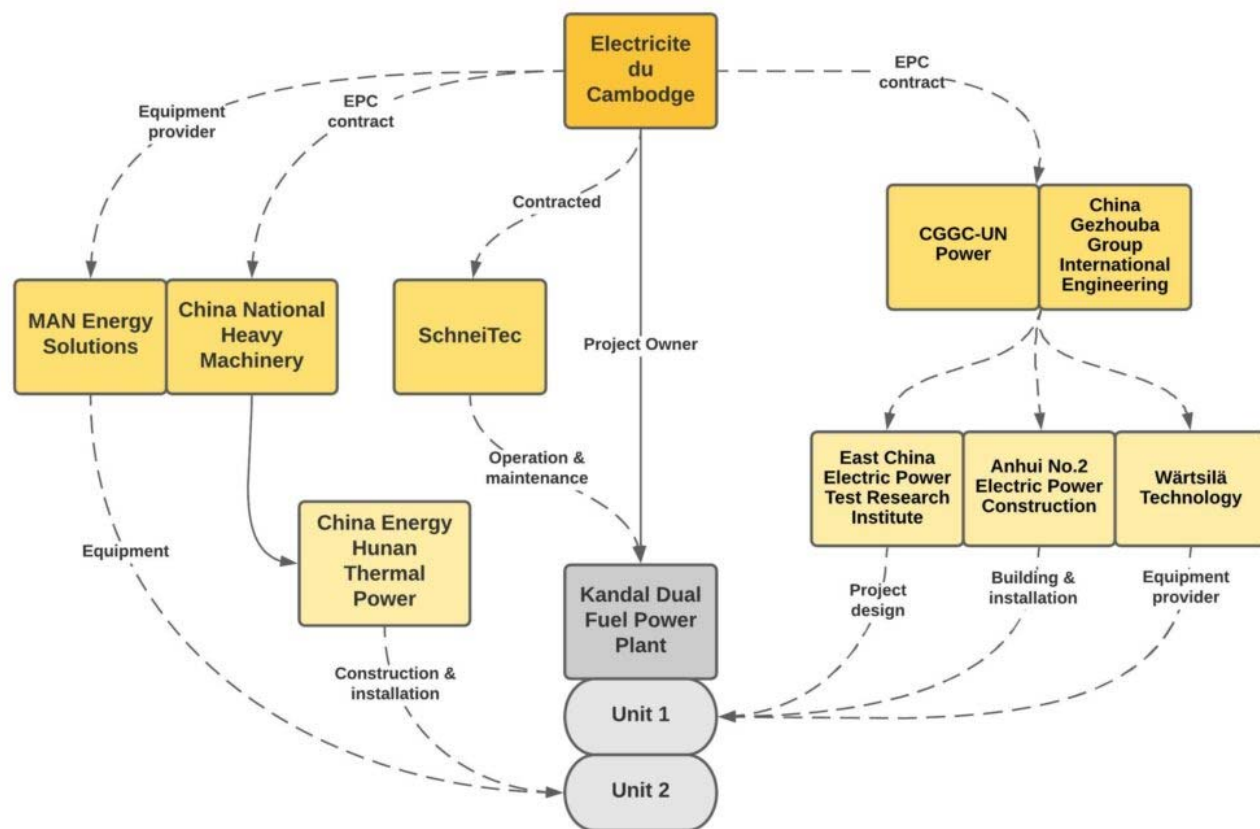 Electricite
du
Cambodge
Equipment
provider
EPC
contract
EPC
contract
Contracted
CGGC-UN
Power
China
Gezhouba
Group
International
Engineering
MAN Energy
Solutions
China National
Heavy
Machinery
SchneiTec
Project Owner
Operation &
maintenance
East China
Electric Power
Test Research
Institute
Anhui No.2
Electric Power
Construction
Wärtsilä
Technology
China Energy
Hunan
Thermal
Power
Equipment
Kandal Dual
Fuel Power
Plant
Project
design
Building &
installation
Equipment
provider
Construction &
installation
Unit 1
Unit 2